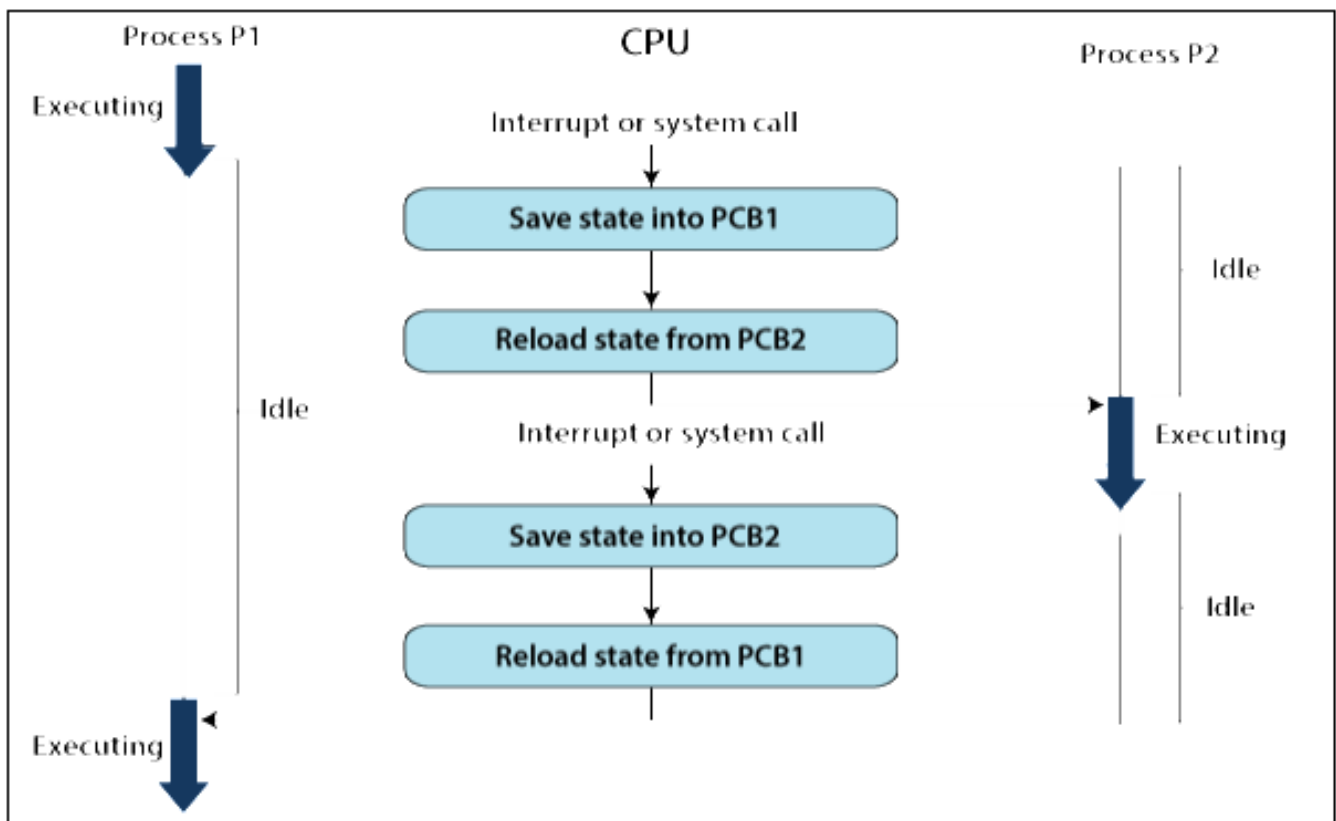 Process P1
CPU
Process P2
Executing
Interrupt or system call
Save state into PCB1
Idle
Reload state from PCB2
Idle
Interrupt or system call
Executing
Save state into PCB2
Idle
Reload state from PCB1
Executing